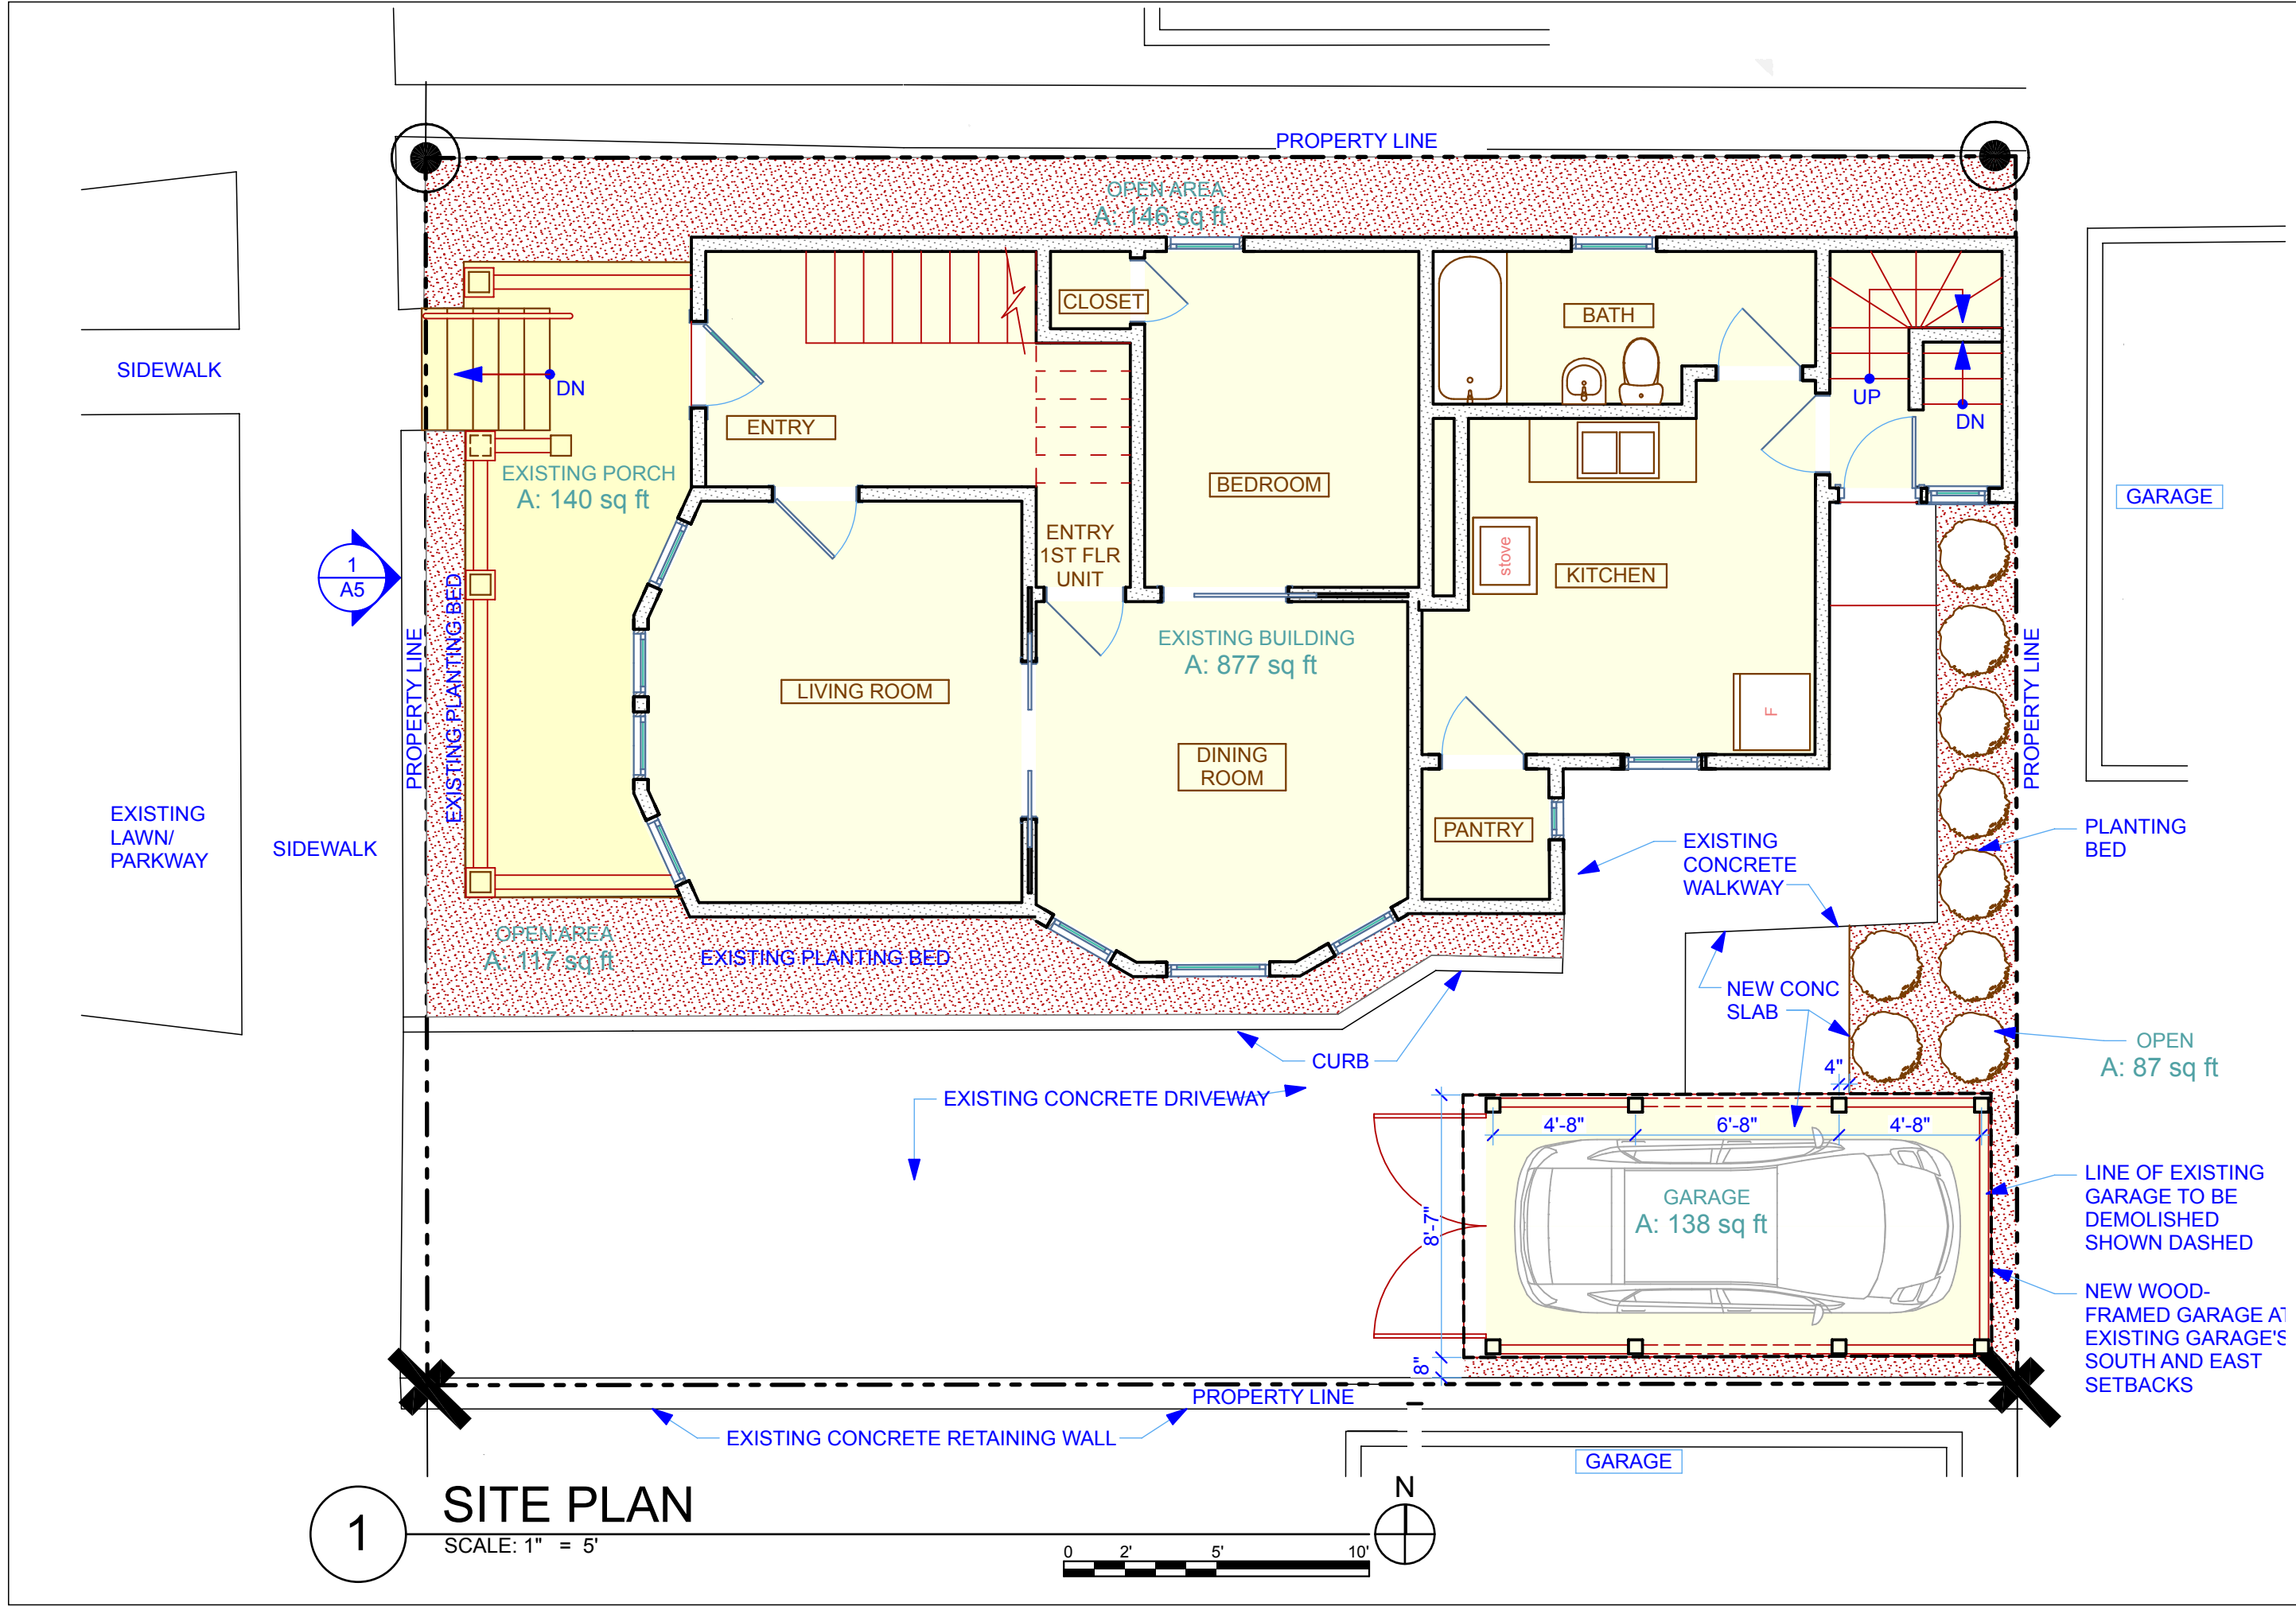 PROPERTY LINE
OPEN AREA
A: 146 sq ft
CLOSET
BATH
SIDEWALK
DN
UP
DN
ENTRY
EXISTING PORCH
A: 140 sq ft
BEDROOM
GARAGE
ENTRY
1ST FLR
UNIT
stove
KITCHEN
1
A5
EXISTING BUILDING
A: 877 sq ft
PROPERTY LINE
EXISTING PLANTING BED
LIVING ROOM
F
PROPERTY LINE
DINING
ROOM
EXISTING
LAWN/
PARKWAY
SIDEWALK
PANTRY
EXISTING
CONCRETE
WALKWAY
PLANTING
BED
OPEN AREA
A: 117 sq ft
EXISTING PLANTING BED
NEW CONC
SLAB
OPEN
A: 87 sq ft
CURB
4"
EXISTING CONCRETE DRIVEWAY
4'-8"
6'-8"
4'-8"
8'-7"
GARAGE
A: 138 sq ft
LINE OF EXISTING
GARAGE TO BE
DEMOLISHED
SHOWN DASHED
NEW WOOD-
FRAMED GARAGE AT
EXISTING GARAGE'S
SOUTH AND EAST
SETBACKS
8"
PROPERTY LINE
EXISTING CONCRETE RETAINING WALL
GARAGE
1
SITE PLAN
SCALE: 1" = 5'
N
0 2' 5' 10'